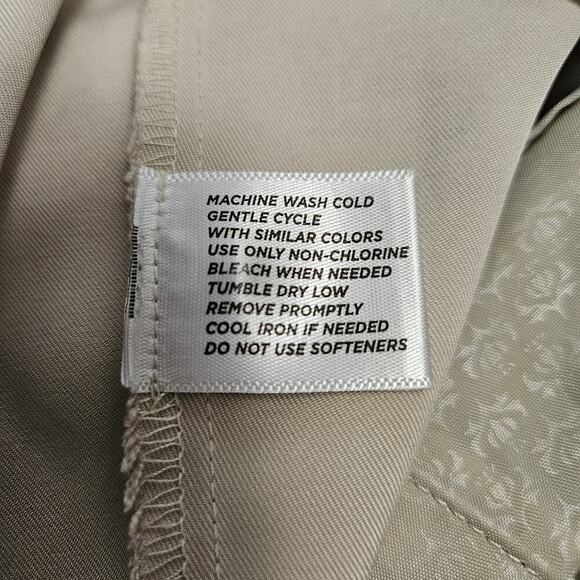 MACHINE WASH COLD
GENTLE CYCLE
WITH SIMILAR COLORS
USE ONLY NON-CHLORINE
BLEACH WHEN NEEDED
TUMBLE DRY LOW
REMOVE PROMPTLY
COOL IRON IF NEEDED
DO NOT USE SOFTENERS